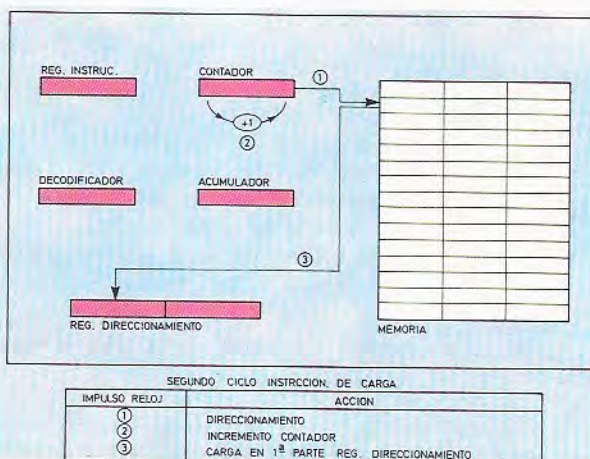 REG. INSTRUC.
CONTADOR
①
+1
②
DECODIFICADOR
ACUMULADOR
③
REG. DIRECCIONAMIENTO
MEMORIA
SEGUNDO CICLO INSTRCCION. DE CARGA
IMPULSO RELOJ ACCION
① DIRECCIONAMIENTO
② INCREMENTO CONTADOR
③ CARGA EN 1ª PARTE REG. DIRECCIONAMIENTO